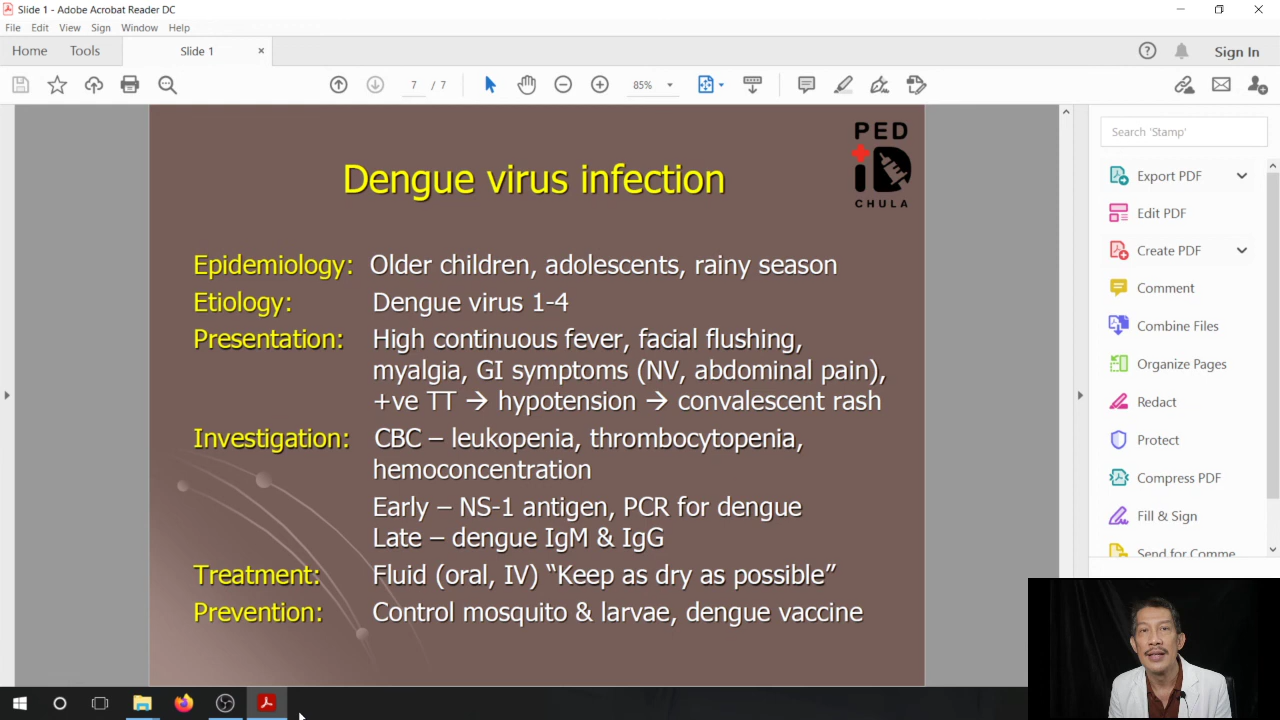 Slide 1 - Adobe Acrobat Reader DC
File Edit View Sign Window Help
Home Tools Slide 1 × Sign In
7 / 7 85%
PED
iD
CHULA
Dengue virus infection
Epidemiology: Older children, adolescents, rainy season
Etiology: Dengue virus 1-4
Presentation: High continuous fever, facial flushing,
myalgia, GI symptoms (NV, abdominal pain),
+ve TT → hypotension → convalescent rash
Investigation: CBC – leukopenia, thrombocytopenia,
hemoconcentration
Early – NS-1 antigen, PCR for dengue
Late – dengue IgM & IgG
Treatment: Fluid (oral, IV) “Keep as dry as possible”
Prevention: Control mosquito & larvae, dengue vaccine
Search 'Stamp'
Export PDF
Edit PDF
Create PDF
Comment
Combine Files
Organize Pages
Redact
Protect
Compress PDF
Fill & Sign
Send for Comme